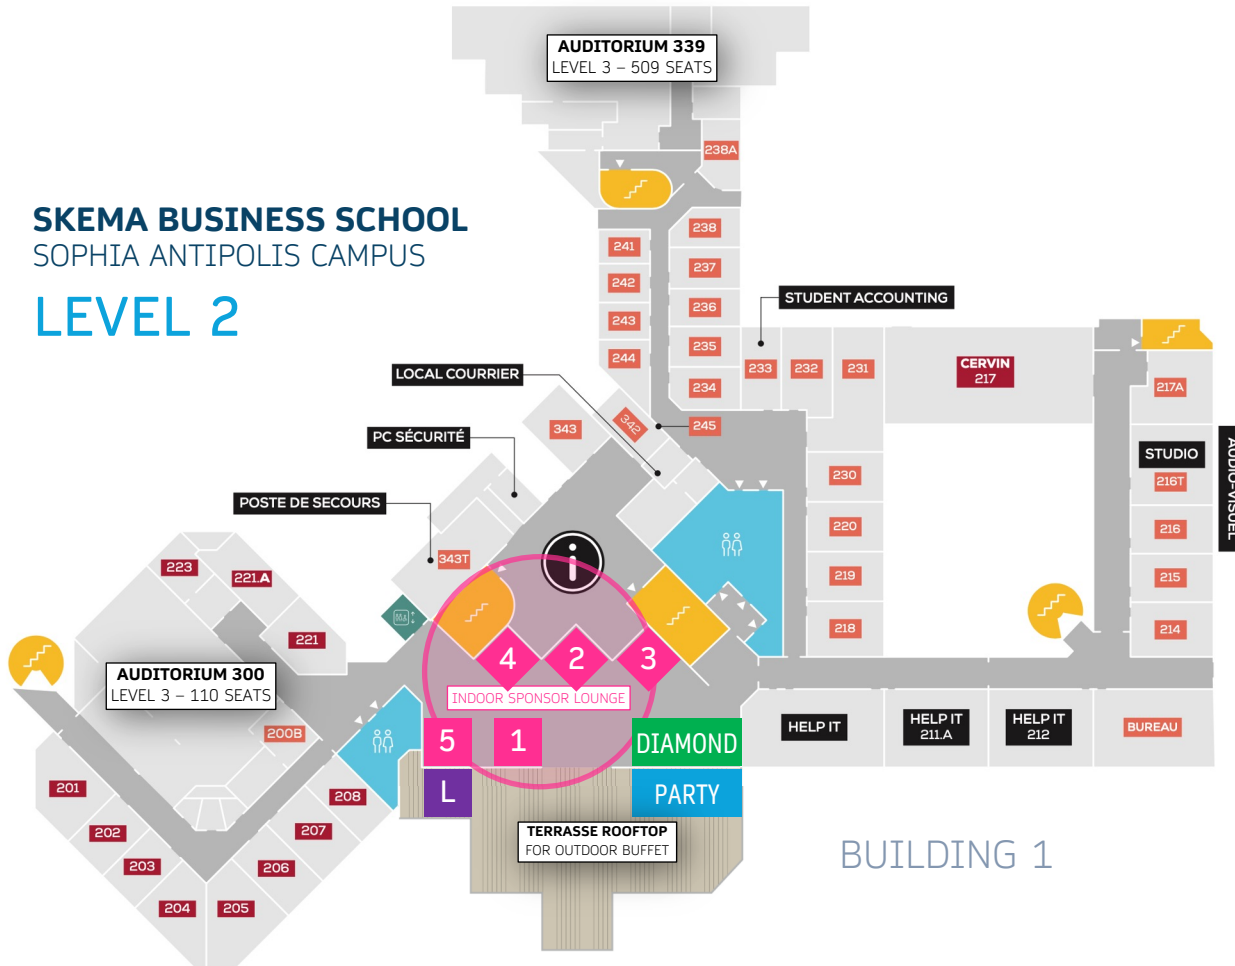 AUDITORIUM 339
LEVEL 3 – 509 SEATS
238A
SKEMA BUSINESS SCHOOL
SOPHIA ANTIPOLIS CAMPUS
LEVEL 2
241
242
243
244
238
237
236
235
234
245
STUDENT ACCOUNTING
233
232
231
CERVIN
217
217A
STUDIO
216T
216
215
214
AUDIO-VISUEL
LOCAL COURRIER
343
342
PC SÉCURITÉ
POSTE DE SECOURS
343T
i
230
220
219
218
223
221.A
221
AUDITORIUM 300
LEVEL 3 – 110 SEATS
200B
201
202
203
204
205
206
207
208
4
2
3
INDOOR SPONSOR LOUNGE
5
1
DIAMOND
L
PARTY
TERRASSE ROOFTOP
FOR OUTDOOR BUFFET
HELP IT
HELP IT
211.A
HELP IT
212
BUREAU
BUILDING 1